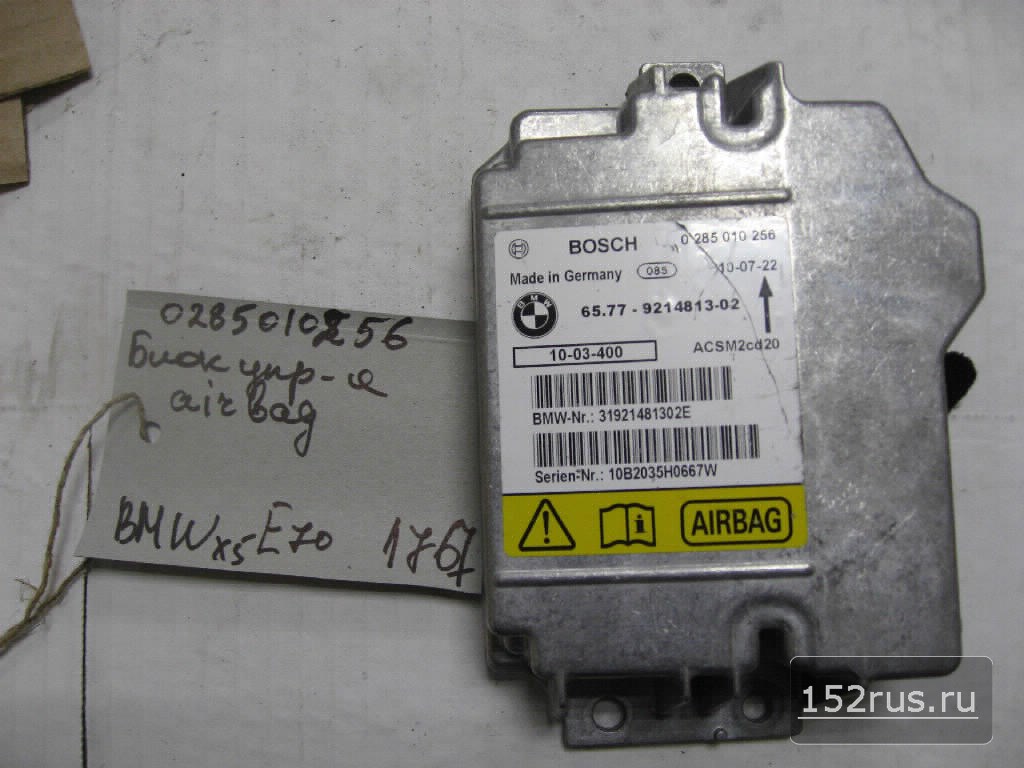 0285010256
Блок упр-я
airbag
BMW X5 E70 1767
BOSCH 0 285 010 256
Made in Germany 085 10-07-22
BMW
65.77 - 9214813-02
10-03-400 ACSM2cd20
BMW-Nr.: 31921481302E
Serien-Nr.: 10B2035H0667W
AIRBAG
152rus.ru